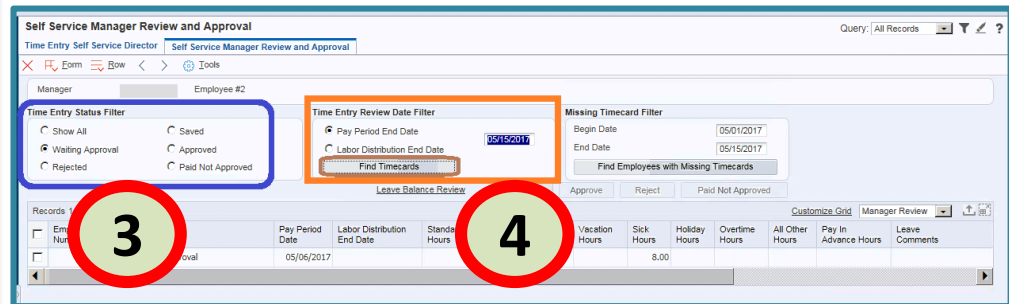 Self Service Manager Review and Approval Query: All Records ?
Time Entry Self Service Director Self Service Manager Review and Approval
Form Row Tools
Manager Employee #2
Time Entry Status Filter Time Entry Review Date Filter Missing Timecard Filter
Show All Saved Pay Period End Date 05/15/2017 Begin Date 05/01/2017
Waiting Approval Approved Labor Distribution End Date End Date 05/15/2017
Rejected Paid Not Approved Find Timecards Find Employees with Missing Timecards
Leave Balance Review Approve Reject Paid Not Approved
Records Customize Grid Manager Review
Pay Period Date Labor Distribution End Date Hours Vacation Hours Sick Hours Holiday Hours Overtime Hours All Other Hours Pay In Advance Hours Leave Comments
05/06/2017 8.00
3 4